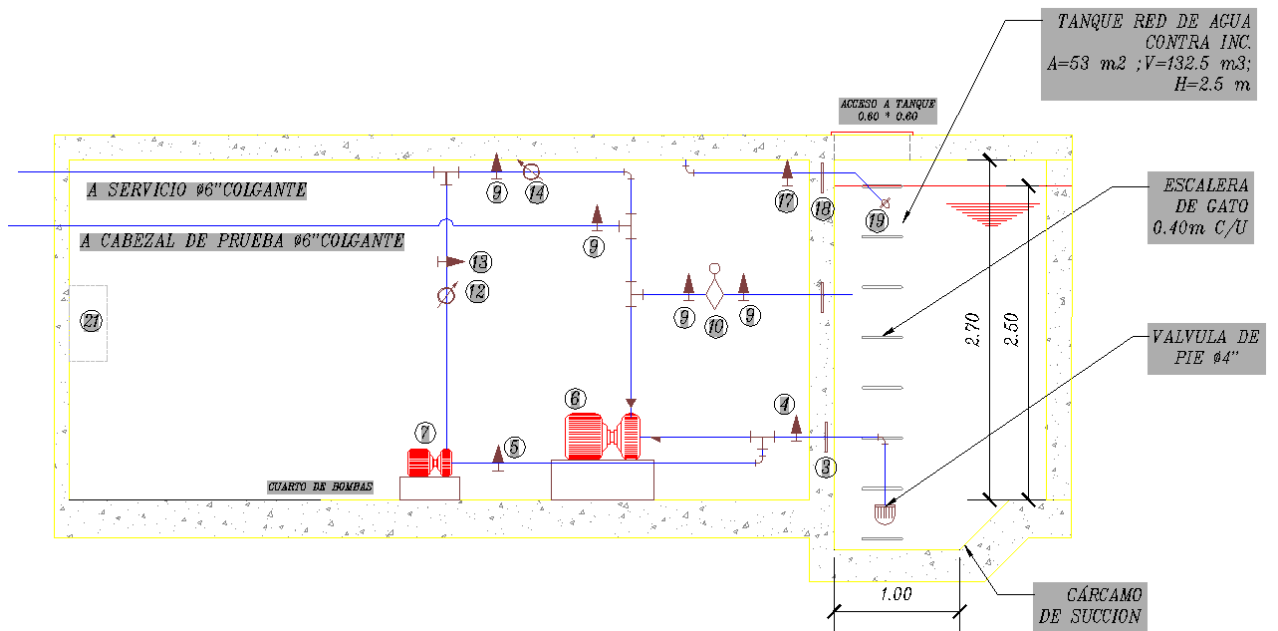 TANQUE RED DE AGUA
CONTRA INC.
A=53 m2 ;V=132.5 m3;
H=2.5 m
ACCESO A TANQUE
0.60 * 0.60
A SERVICIO ø6"COLGANTE
9
14
17
18
19
ESCALERA
DE GATO
0.40m C/U
A CABEZAL DE PRUEBA ø6"COLGANTE
9
13
12
21
9
10
9
2.70
2.50
VALVULA DE
PIE ø4"
6
4
7
5
3
CUARTO DE BOMBAS
1.00
CÁRCAMO
DE SUCCION